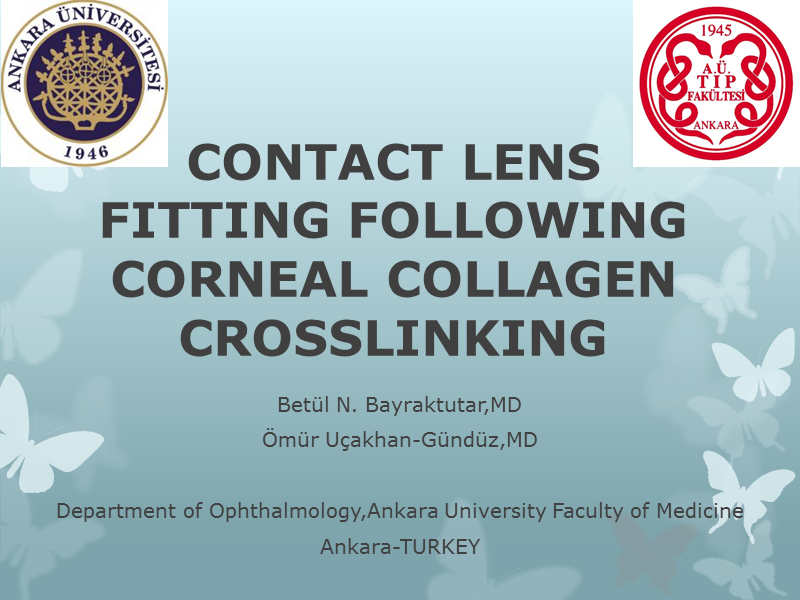 ANKARA ÜNİVERSİTESİ
1946
1945
A.Ü.
TIP
FAKÜLTESİ
ANKARA
CONTACT LENS
FITTING FOLLOWING
CORNEAL COLLAGEN
CROSSLINKING
Betül N. Bayraktutar,MD
Ömür Uçakhan-Gündüz,MD
Department of Ophthalmology,Ankara University Faculty of Medicine
Ankara-TURKEY